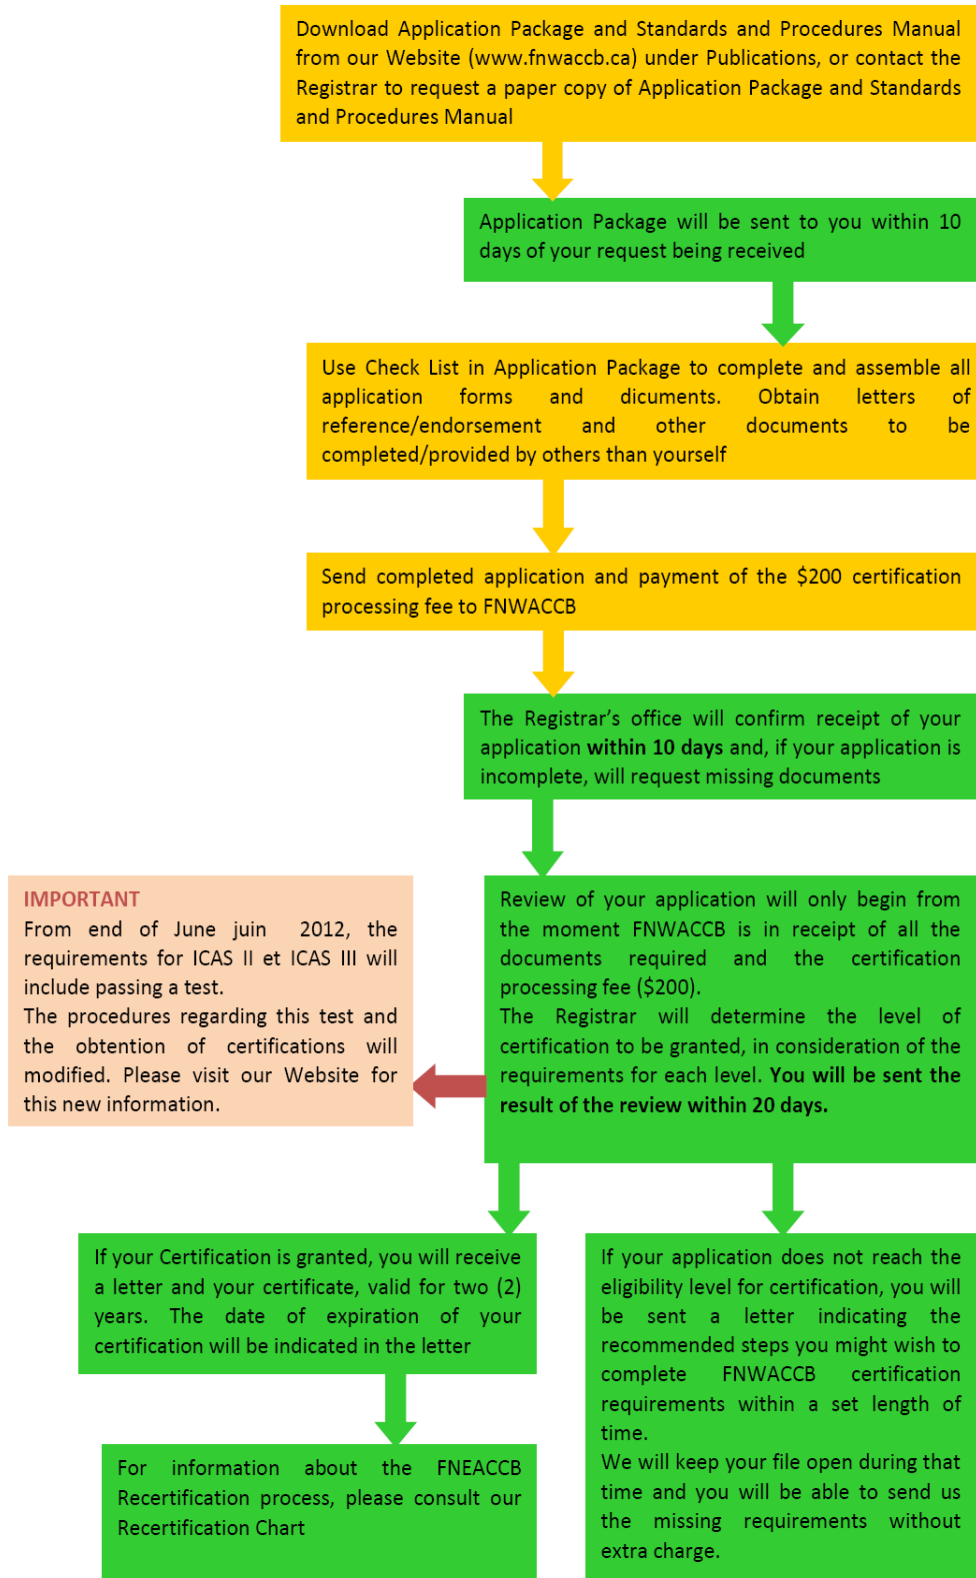 Download Application Package and Standards and Procedures Manual
from our Website (www.fnwaccb.ca) under Publications, or contact the
Registrar to request a paper copy of Application Package and Standards
and Procedures Manual
Application Package will be sent to you within 10
days of your request being received
Use Check List in Application Package to complete and assemble all
application forms and dicuments. Obtain letters of
reference/endorsement and other documents to be
completed/provided by others than yourself
Send completed application and payment of the $200 certification
processing fee to FNWACCB
The Registrar’s office will confirm receipt of your
application within 10 days and, if your application is
incomplete, will request missing documents
IMPORTANT
From end of June juin 2012, the
requirements for ICAS II et ICAS III will
include passing a test.
The procedures regarding this test and
the obtention of certifications will
modified. Please visit our Website for
this new information.
Review of your application will only begin from
the moment FNWACCB is in receipt of all the
documents required and the certification
processing fee ($200).
The Registrar will determine the level of
certification to be granted, in consideration of the
requirements for each level. You will be sent the
result of the review within 20 days.
If your Certification is granted, you will receive
a letter and your certificate, valid for two (2)
years. The date of expiration of your
certification will be indicated in the letter
If your application does not reach the
eligibility level for certification, you will
be sent a letter indicating the
recommended steps you might wish to
complete FNWACCB certification
requirements within a set length of
time.
We will keep your file open during that
time and you will be able to send us
the missing requirements without
extra charge.
For information about the FNEACCB
Recertification process, please consult our
Recertification Chart